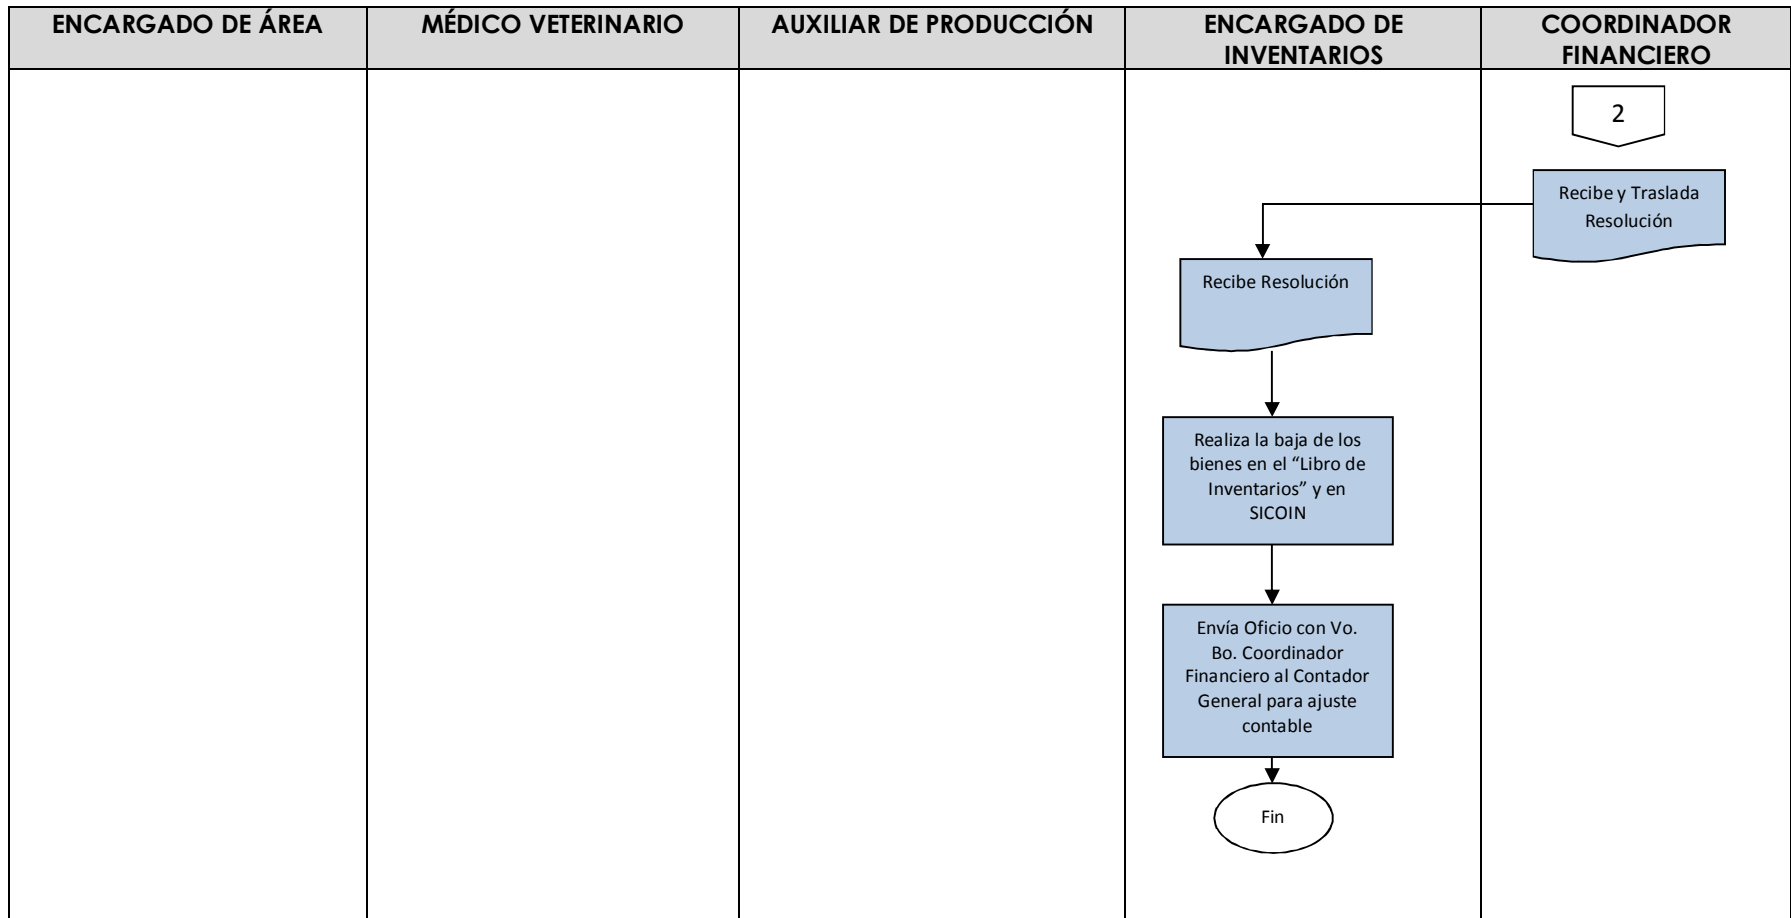 ENCARGADO DE ÁREA
MÉDICO VETERINARIO
AUXILIAR DE PRODUCCIÓN
ENCARGADO DE
INVENTARIOS
COORDINADOR
FINANCIERO
2
Recibe y Traslada
Resolución
Recibe Resolución
Realiza la baja de los
bienes en el “Libro de
Inventarios” y en
SICOIN
Envía Oficio con Vo.
Bo. Coordinador
Financiero al Contador
General para ajuste
contable
Fin